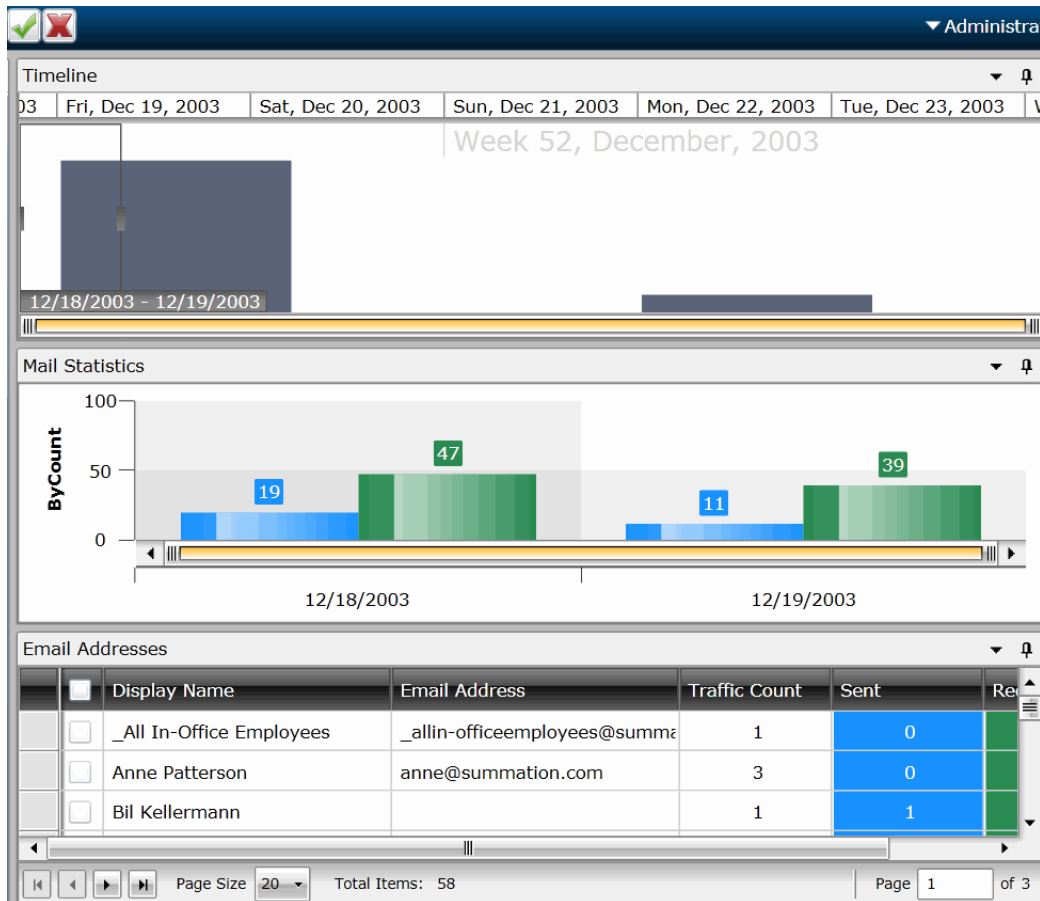 Administra
Timeline
03 Fri, Dec 19, 2003 Sat, Dec 20, 2003 Sun, Dec 21, 2003 Mon, Dec 22, 2003 Tue, Dec 23, 2003 W
Week 52, December, 2003
12/18/2003 - 12/19/2003
Mail Statistics
ByCount
100
50
0
19 47 11 39
12/18/2003 12/19/2003
Email Addresses
Display Name Email Address Traffic Count Sent Re
_All In-Office Employees _allin-officeemployees@summa 1 0
Anne Patterson anne@summation.com 3 0
Bil Kellermann 1 1
Page Size 20 Total Items: 58 Page 1 of 3